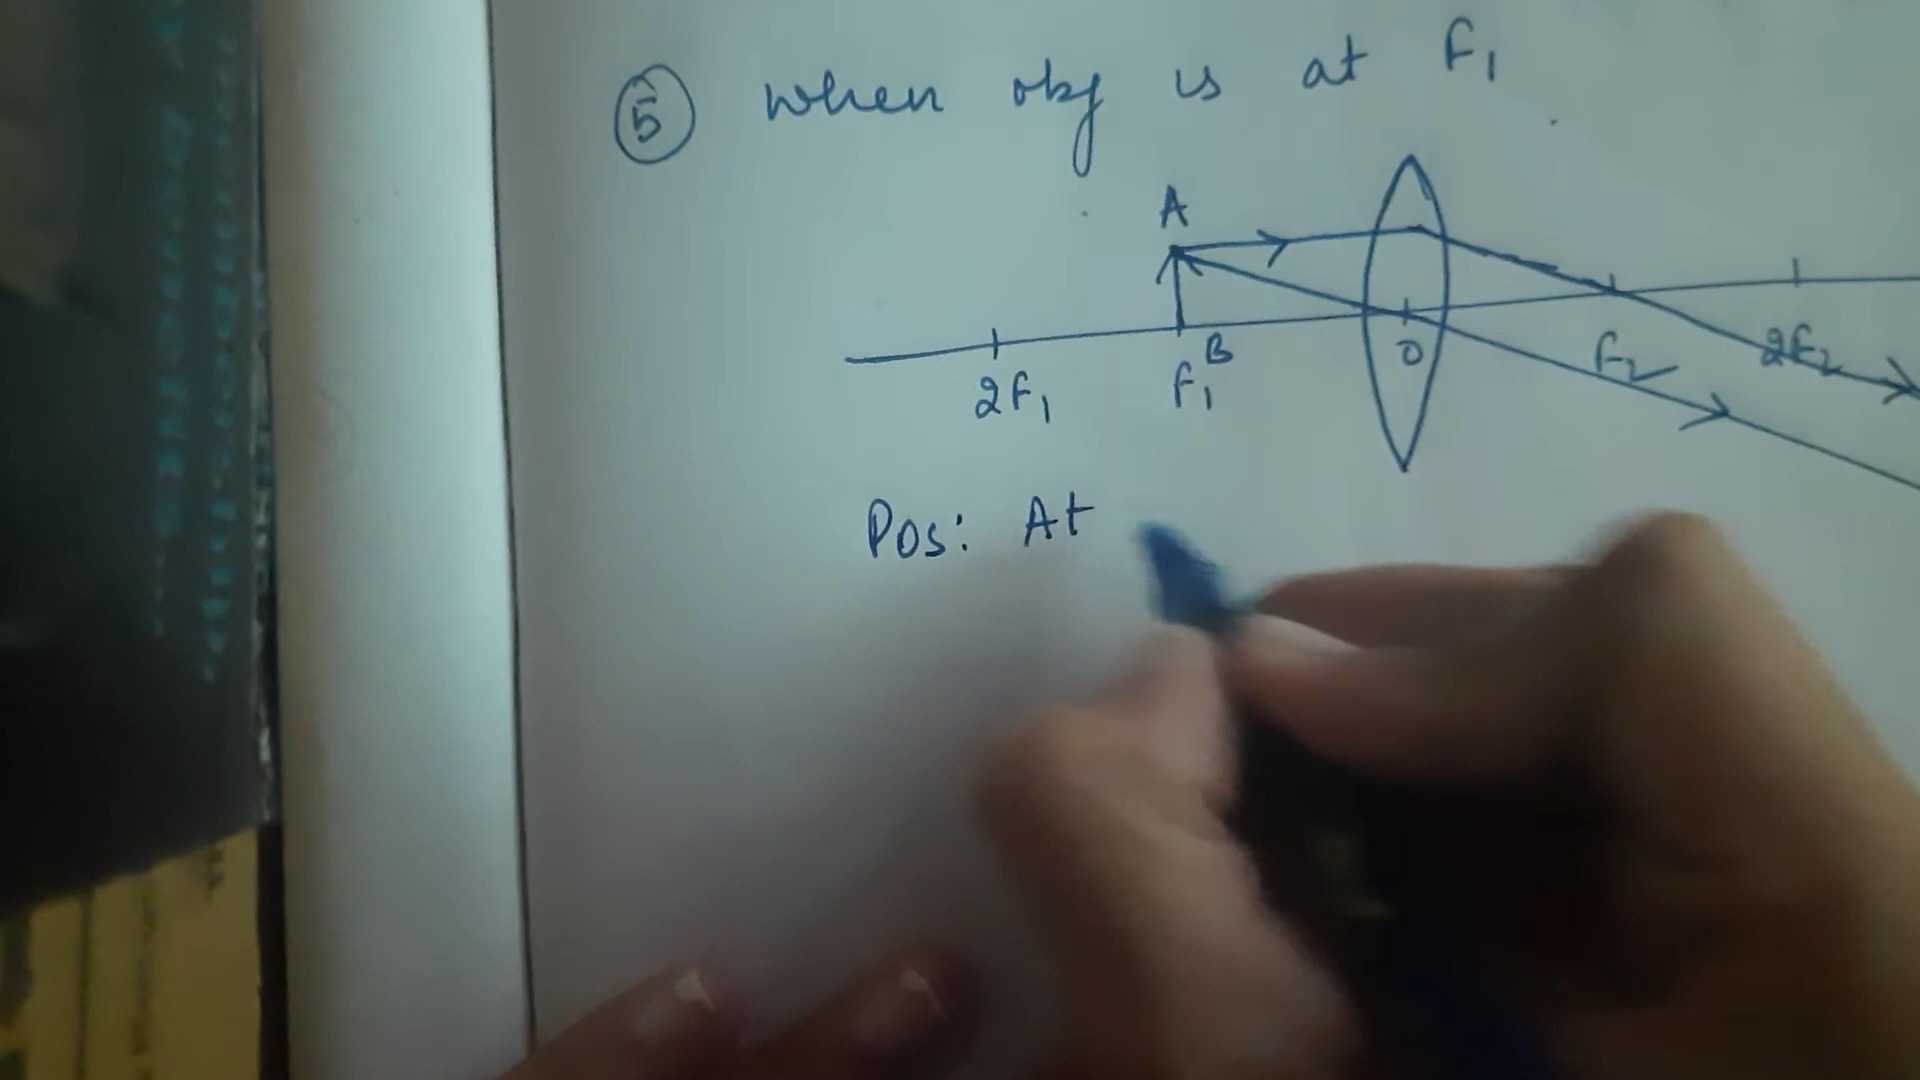 5 When obj is at F1
A
B
O
F2
2F2
2F1
F1
Pos: At